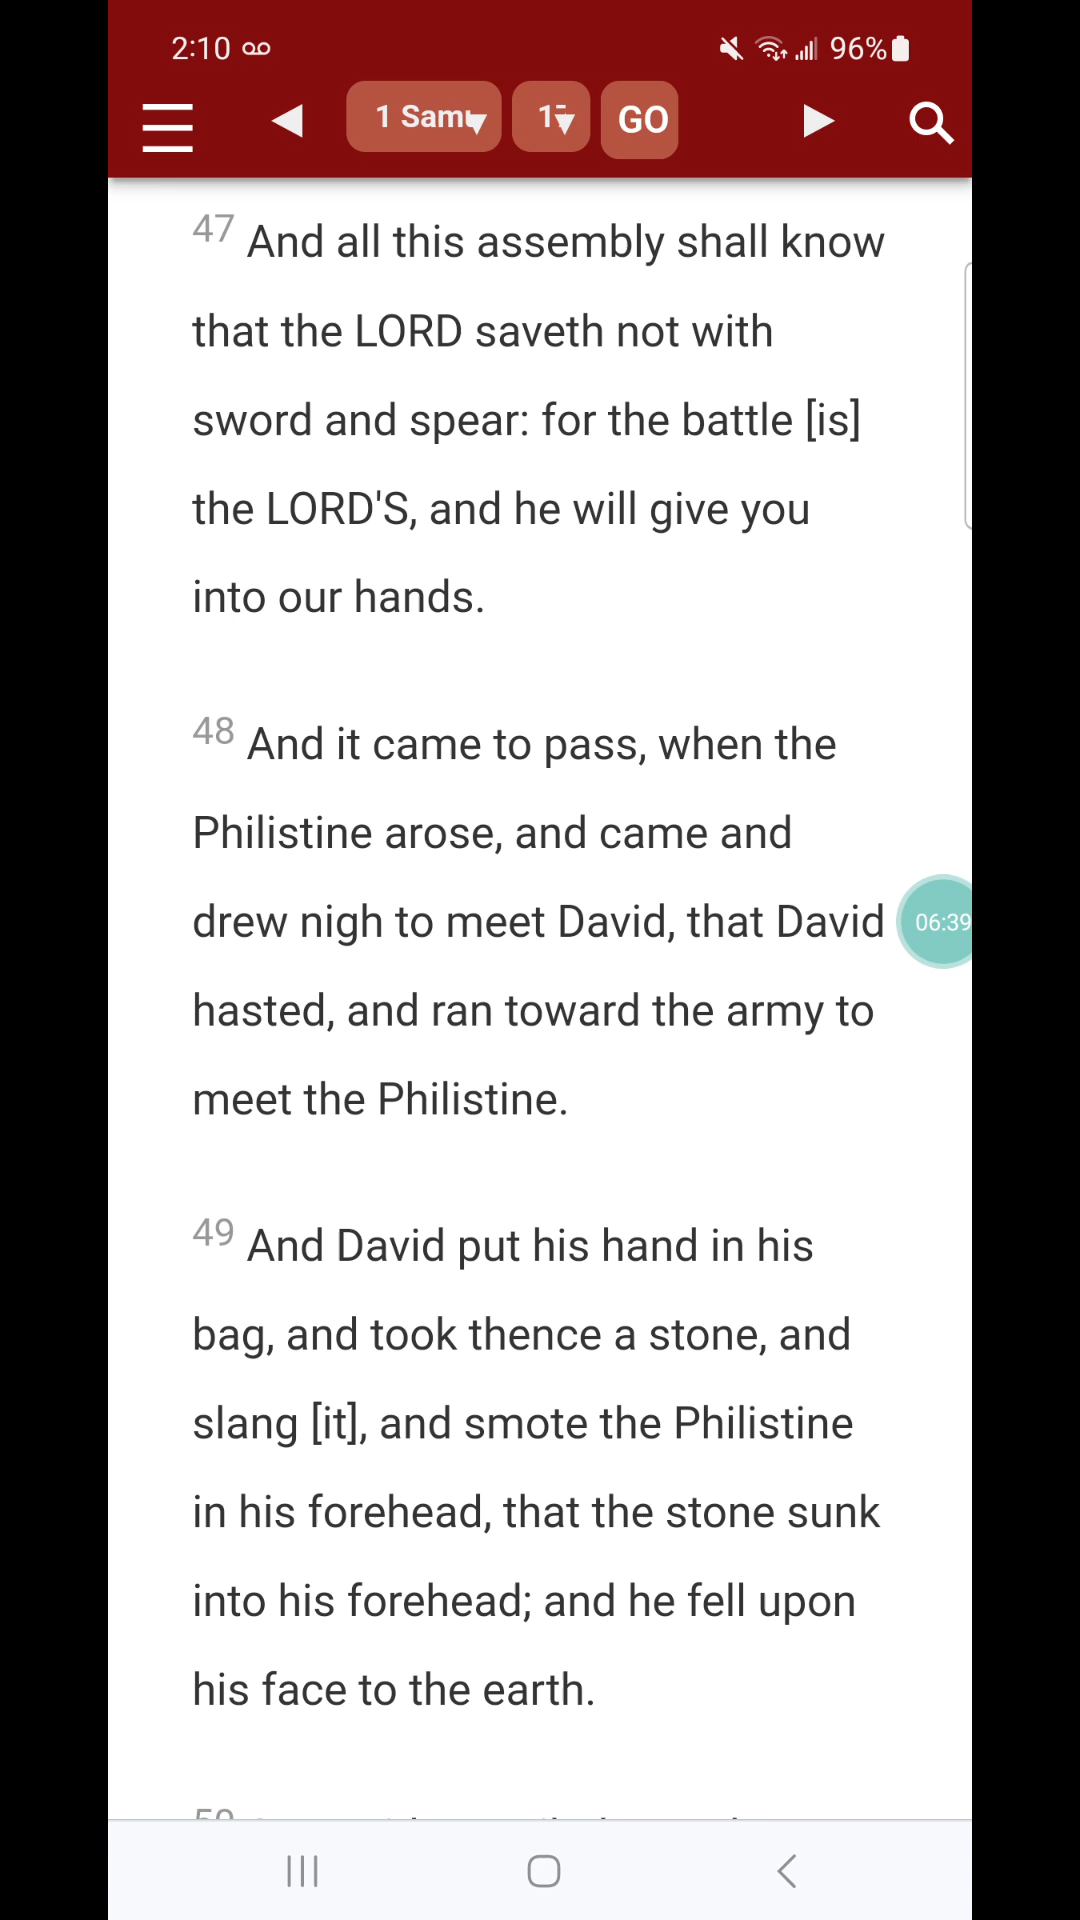 2:10 96%
1 Sam GO
47 And all this assembly shall know
that the LORD saveth not with
sword and spear: for the battle [is]
the LORD'S, and he will give you
into our hands.
48 And it came to pass, when the
Philistine arose, and came and
drew nigh to meet David, that David
06:39
hasted, and ran toward the army to
meet the Philistine.
49 And David put his hand in his
bag, and took thence a stone, and
slang [it], and smote the Philistine
in his forehead, that the stone sunk
into his forehead; and he fell upon
his face to the earth.
50